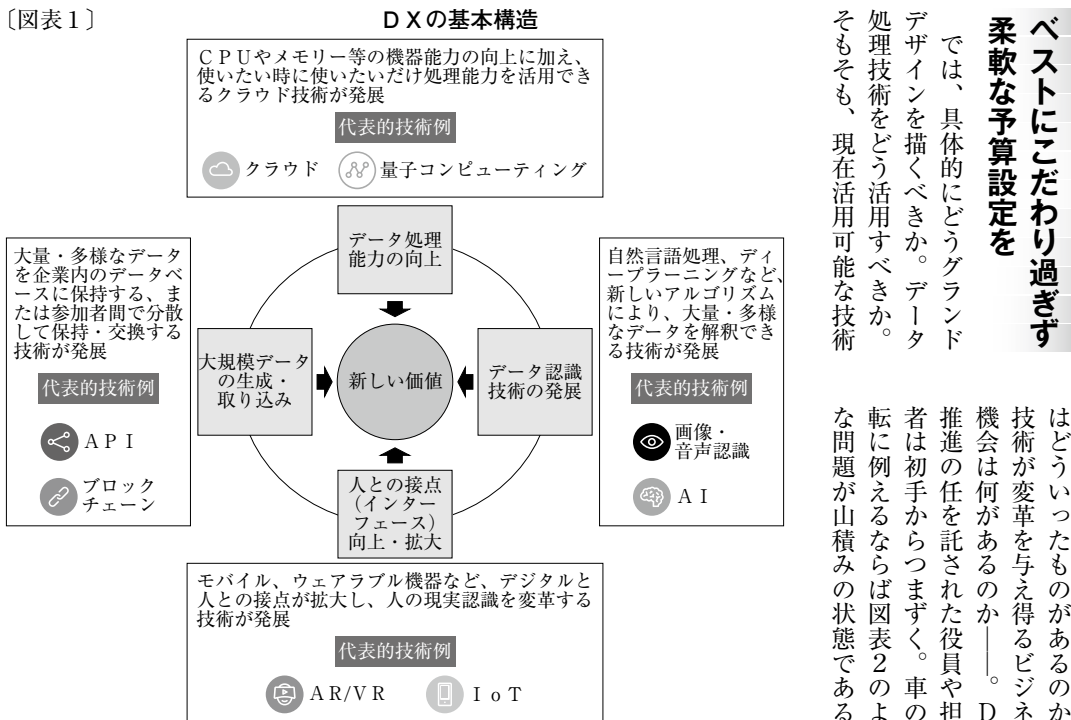 〔図表１〕
ＤＸの基本構造
ＣＰＵやメモリー等の機器能力の向上に加え、
使いたい時に使いたいだけ処理能力を活用でき
るクラウド技術が発展
代表的技術例
クラウド
量子コンピューティング
データ処理
能力の向上
大量・多様なデータ
を企業内のデータベ
ースに保持する、ま
たは参加者間で分散
して保持・交換する
技術が発展
代表的技術例
ＡＰＩ
ブロック
チェーン
大規模データ
の生成・
取り込み
新しい価値
データ認識
技術の発展
自然言語処理、ディ
ープラーニングなど、
新しいアルゴリズム
により、大量・多様
なデータを解釈でき
る技術が発展
代表的技術例
画像・
音声認識
ＡＩ
人との接点
（インター
フェース）
向上・拡大
モバイル、ウェアラブル機器など、デジタルと
人との接点が拡大し、人の現実認識を変革する
技術が発展
代表的技術例
ＡＲ/ＶＲ
ＩｏＴ
ベストにこだわり過ぎず
柔軟な予算設定を
では、具体的にどうグランド
デザインを描くべきか。データ
処理技術をどう活用すべきか。
そもそも、現在活用可能な技術
はどういったものがあるのか
技術が変革を与え得るビジネ
機会は何があるのか――。Ｄ
推進の任を託された役員や担
者は初手からつまずく。車の
転に例えるならば図表２のよ
な問題が山積みの状態である